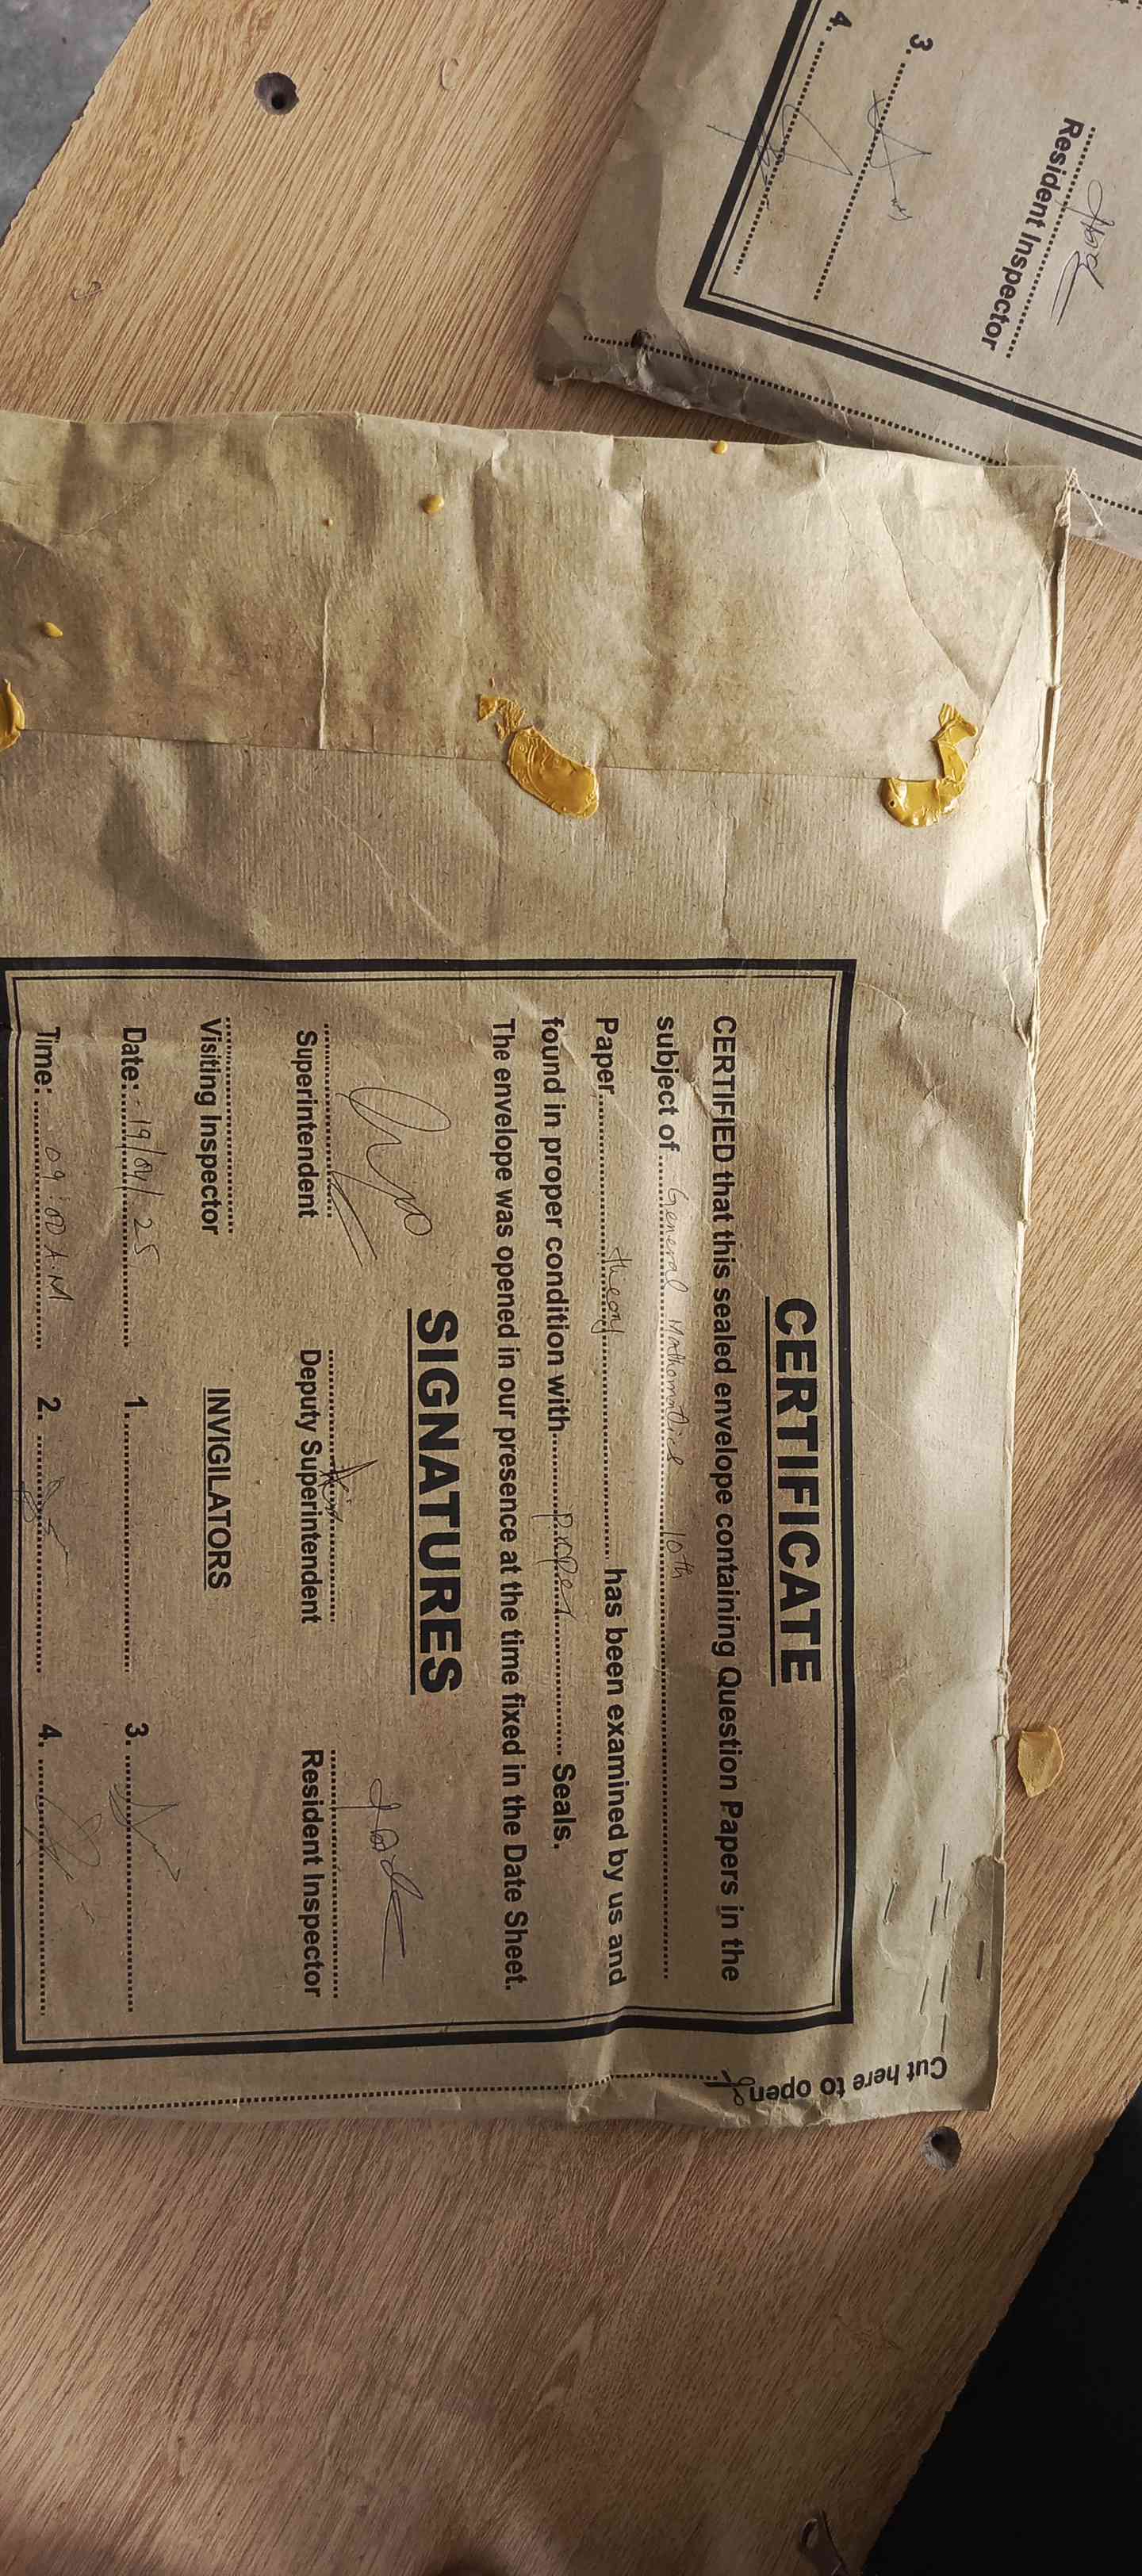 CERTIFICATE
CERTIFIED that this sealed envelope containing Question Papers in the
subject of General Mathematics 10th
Paper theory has been examined by us and
found in proper condition with proper Seals.
The envelope was opened in our presence at the time fixed in the Date Sheet.
SIGNATURES
Superintendent Deputy Superintendent Resident Inspector
Visiting Inspector INVIGILATORS
Date: 19/04/25 1. 3.
Time: 09:00 A.M 2. 4.
Cut here to open
Resident Inspector
3.
4.